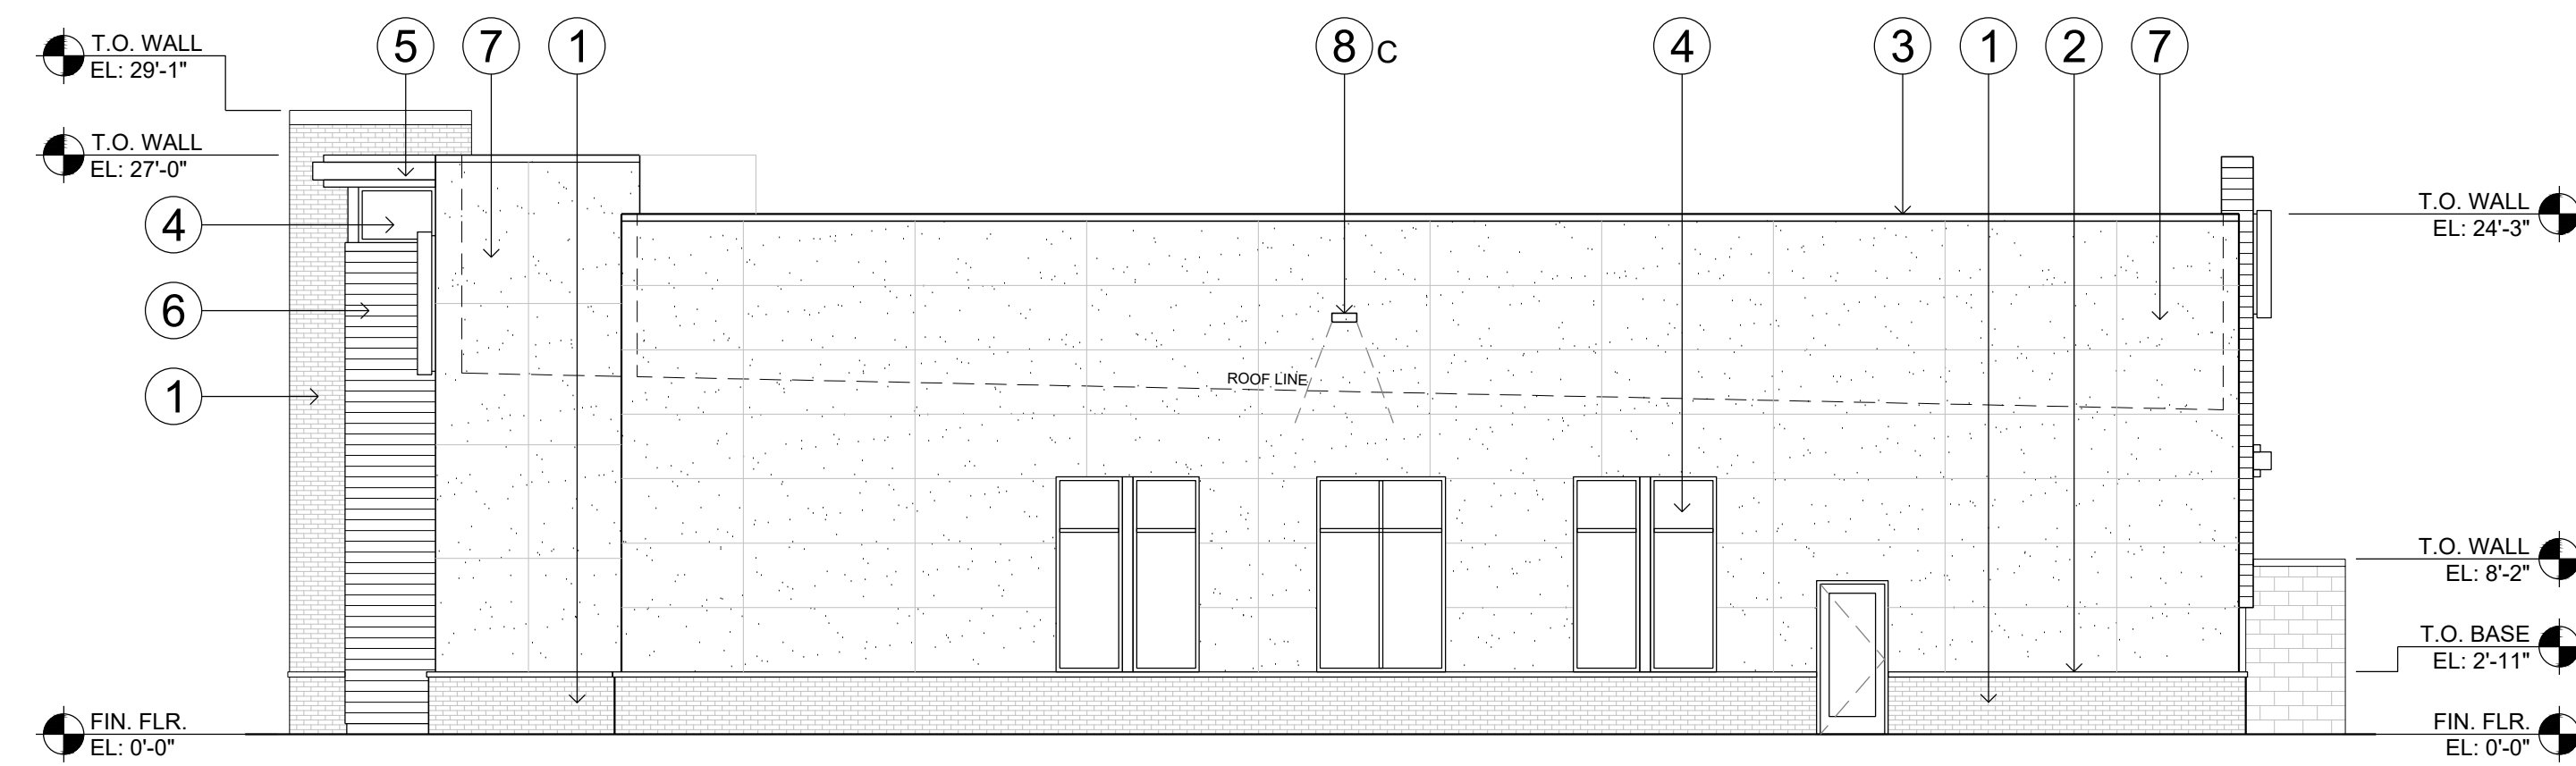 T.O. WALL
EL: 29'-1"
5
7
1
8 C
4
3
1
2
7
T.O. WALL
EL: 27'-0"
4
6
1
T.O. WALL
EL: 24'-3"
ROOF LINE
T.O. WALL
EL: 8'-2"
T.O. BASE
EL: 2'-11"
FIN. FLR.
EL: 0'-0"
FIN. FLR.
EL: 0'-0"